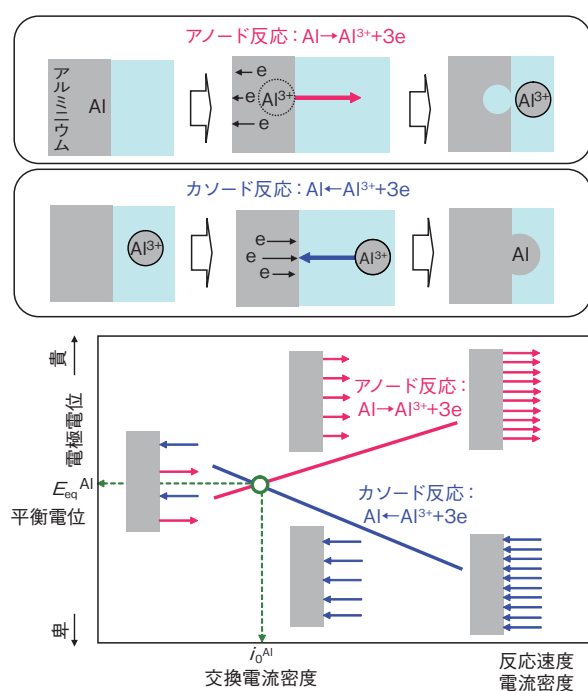 アノード反応：Al→Al³⁺+3e
アルミニウム
Al
e
e
e
Al³⁺
Al³⁺
カソード反応：Al←Al³⁺+3e
Al³⁺
e
e
e
Al³⁺
Al
貴
電極電位
卑
E_eq^Al
平衡電位
アノード反応：
Al→Al³⁺+3e
カソード反応：
Al←Al³⁺+3e
i₀^Al
交換電流密度
反応速度
電流密度